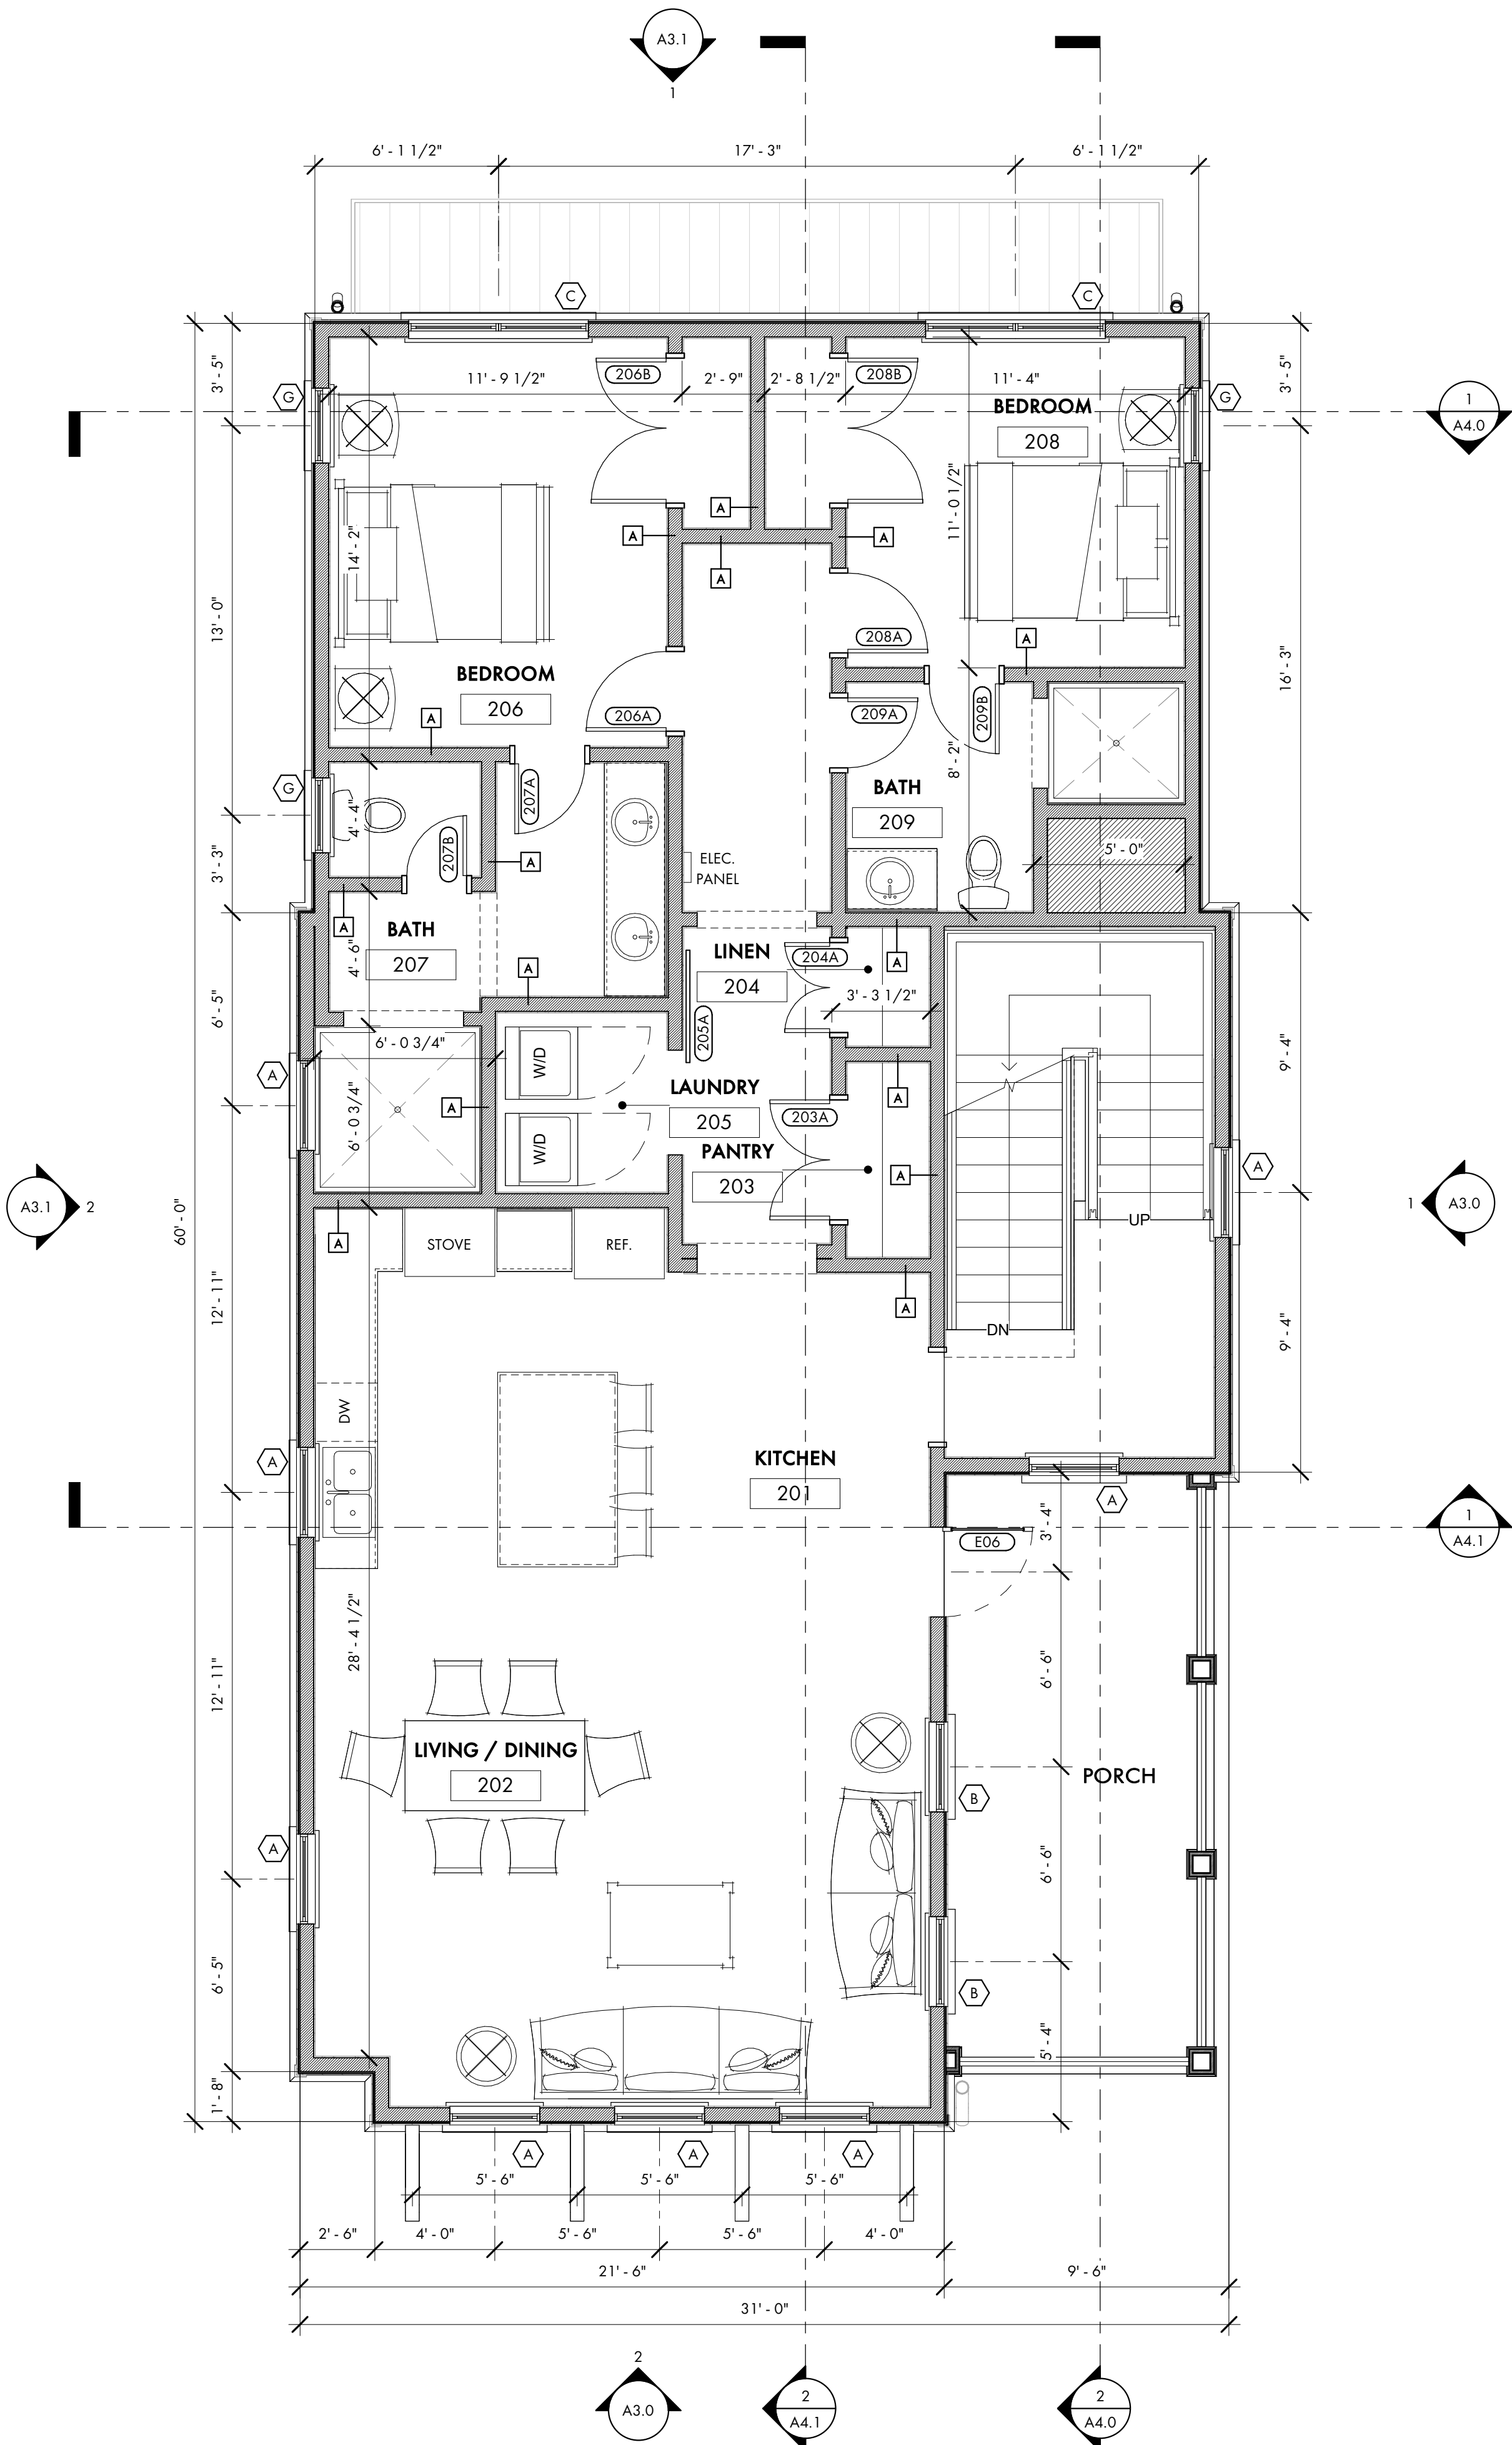 A3.1
1
6' - 1 1/2"
17' - 3"
6' - 1 1/2"
C
C
3' - 5"
3' - 5"
G
G
206B
208B
11' - 9 1/2"
2' - 9"
2' - 8 1/2"
11' - 4"
BEDROOM
208
1
A4.0
14' - 2"
11' - 0 1/2"
A
A
A
A
13' - 0"
16' - 3"
208A
A
BEDROOM
206
206A
209A
209B
A
8' - 2"
G
207A
BATH
209
4' - 4"
207B
A
3' - 3"
ELEC.
PANEL
5' - 0"
A
BATH
207
4' - 6"
A
LINEN
204
204A
A
3' - 3 1/2"
6' - 5"
205A
9' - 4"
6' - 0 3/4"
A
W/D
LAUNDRY
205
A
6' - 0 3/4"
A
203A
W/D
PANTRY
203
A
A
A3.1
2
60' - 0"
1
A3.0
UP
A
STOVE
REF.
12' - 11"
A
DN
9' - 4"
DW
KITCHEN
201
A
A
3' - 4"
E06
1
A4.1
28' - 4 1/2"
6' - 6"
12' - 11"
LIVING / DINING
202
PORCH
B
A
6' - 6"
6' - 5"
B
5' - 4"
1' - 8"
A
A
A
5' - 6"
5' - 6"
5' - 6"
2' - 6"
4' - 0"
5' - 6"
5' - 6"
4' - 0"
21' - 6"
9' - 6"
31' - 0"
2
A3.0
2
A4.1
2
A4.0